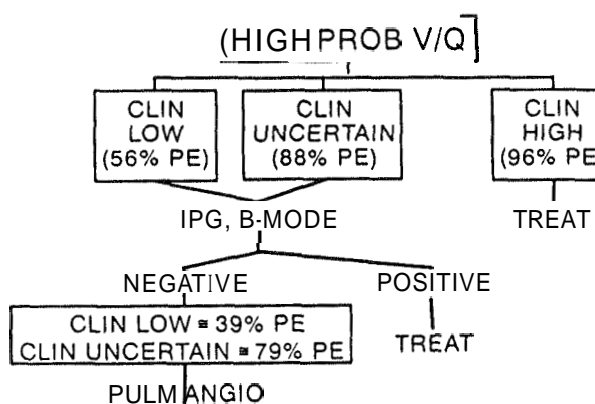 (HIGH PROB V/Q]
CLIN LOW (56% PE)
CLIN UNCERTAIN (88% PE)
CLIN HIGH (96% PE
IPG, B-MODE
TREAT
NEGATIVE
POSITIVE
CLIN LOW ≅ 39% PE
CLIN UNCERTAIN ≅ 79% PE
TREAT
PULM ANGIO